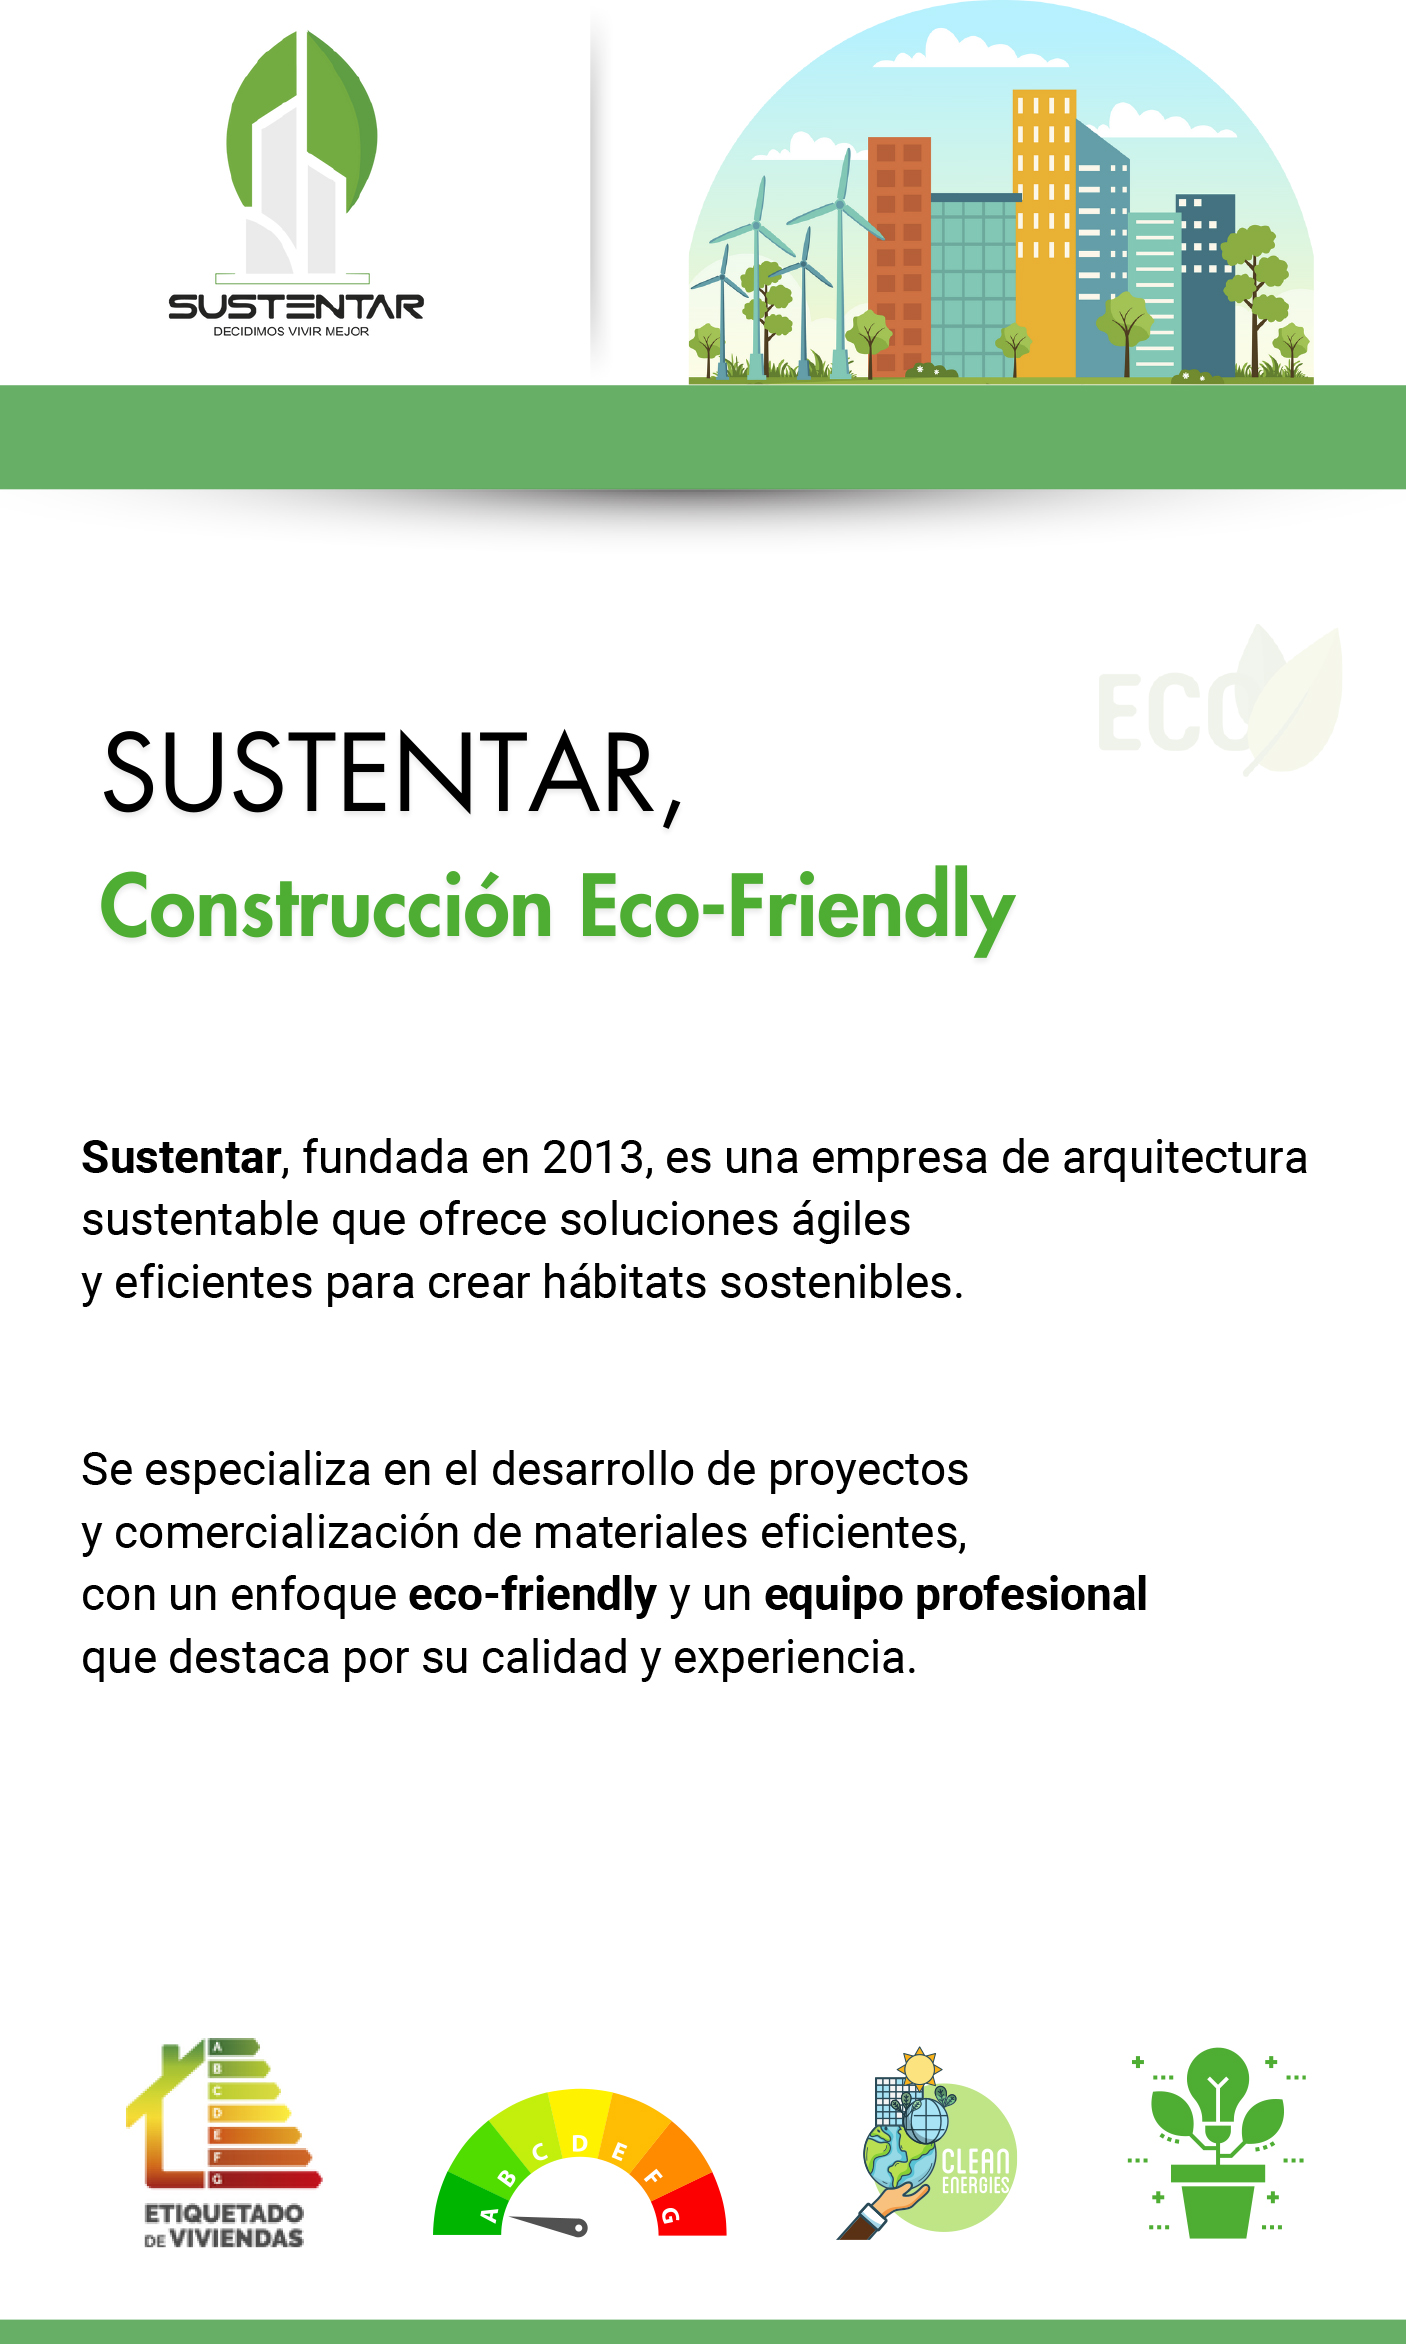 SUSTENTAR
DECIDIMOS VIVIR MEJOR
ECO
SUSTENTAR,
Construcción Eco-Friendly
Sustentar, fundada en 2013, es una empresa de arquitectura
sustentable que ofrece soluciones ágiles
y eficientes para crear hábitats sostenibles.
Se especializa en el desarrollo de proyectos
y comercialización de materiales eficientes,
con un enfoque eco-friendly y un equipo profesional
que destaca por su calidad y experiencia.
A
B
C
D
E
F
G
ETIQUETADO
DE VIVIENDAS
A B C D E F G
CLEAN
ENERGIES